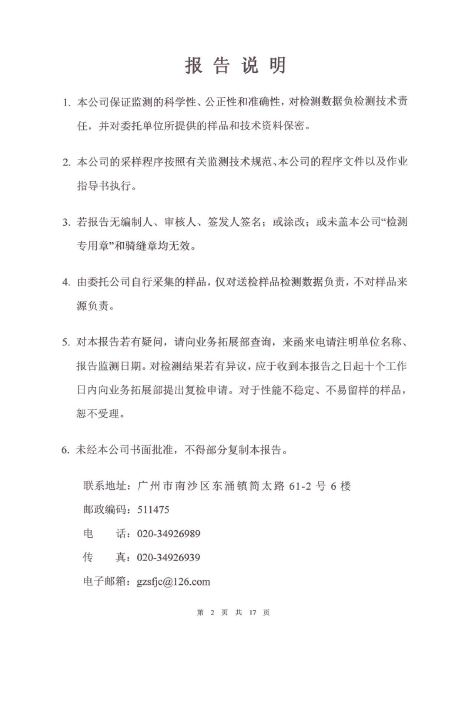 报告说明
1. 本公司保证监测的科学性、公正性和准确性，对检测数据负检测技术责
任，并对委托单位所提供的样品和技术资料保密。
2. 本公司的采样程序按照有关监测技术规范、本公司的程序文件以及作业
指导书执行。
3. 若报告无编制人、审核人、签发人签名；或涂改；或未盖本公司“检测
专用章”和骑缝章均无效。
4. 由委托公司自行采集的样品，仅对送检样品检测数据负责，不对样品来
源负责。
5. 对本报告若有疑问，请向业务拓展部查询，来函来电请注明单位名称、
报告监测日期。对检测结果若有异议，应于收到本报告之日起十个工作
日内向业务拓展部提出复检申请。对于性能不稳定、不易留样的样品，
恕不受理。
6. 未经本公司书面批准，不得部分复制本报告。
联系地址：广州市南沙区东涌镇简太路 61-2 号 6 楼
邮政编码：511475
电 话：020-34926989
传 真：020-34926939
电子邮箱：gzsfjc@126.com
第 2 页 共 17 页